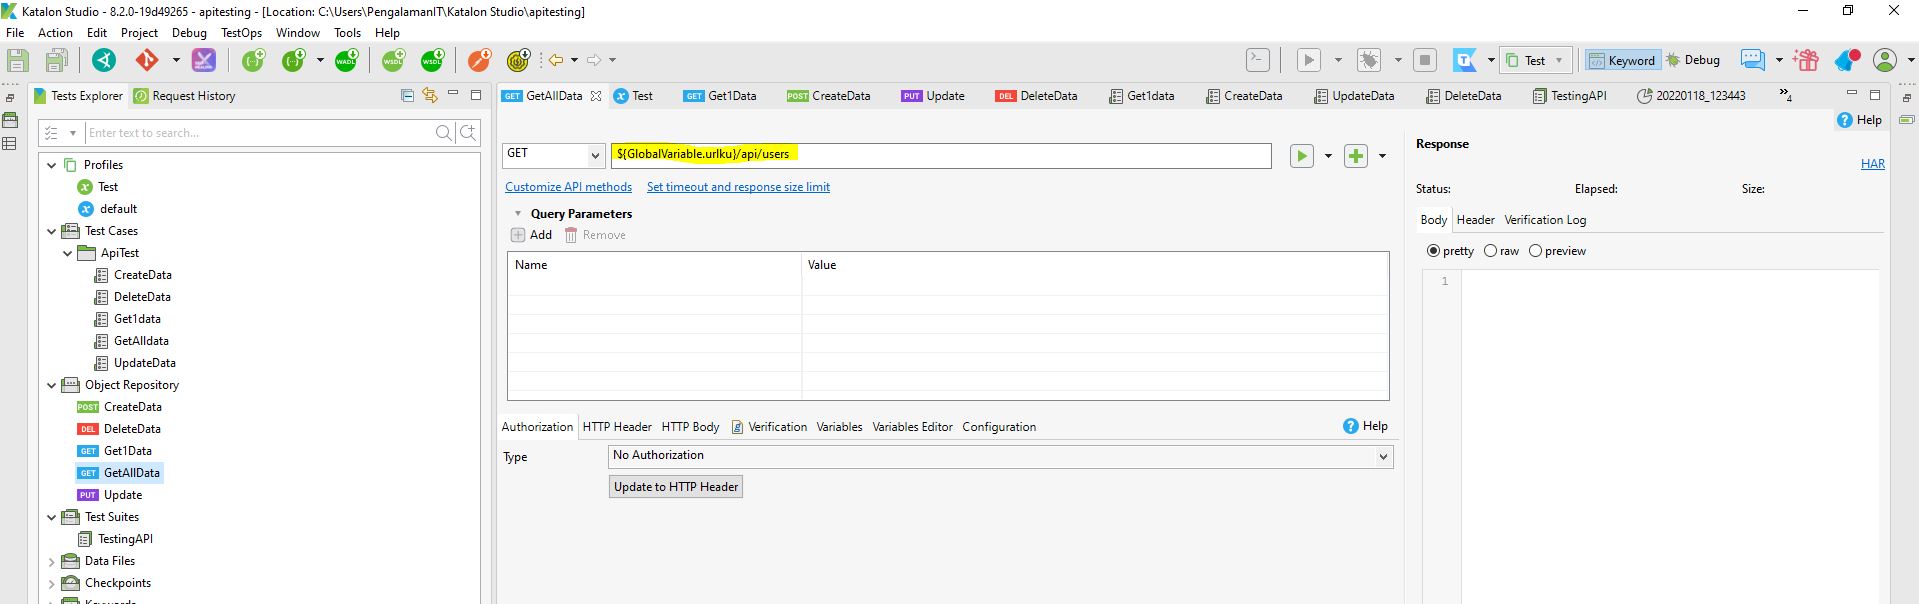 Katalon Studio - 8.2.0-19d49265 - apitesting - [Location: C:\Users\PengalamanIT\Katalon Studio\apitesting]
File Action Edit Project Debug TestOps Window Tools Help
WADL WSDL WSDL Test Keyword Debug
Tests Explorer Request History
GET GetAllData Test GET Get1Data POST CreateData PUT Update DEL DeleteData Get1data CreateData UpdateData DeleteData TestingAPI 20220118_123443 »4
Help
Enter text to search...
GET ${GlobalVariable.urlku}/api/users
Customize API methods Set timeout and response size limit
Query Parameters
Add Remove
Name Value
Response
HAR
Status: Elapsed: Size:
Body Header Verification Log
pretty raw preview
1
Profiles
Test
default
Test Cases
ApiTest
CreateData
DeleteData
Get1data
GetAlldata
UpdateData
Object Repository
POST CreateData
DEL DeleteData
GET Get1Data
GET GetAllData
PUT Update
Test Suites
TestingAPI
Data Files
Checkpoints
Authorization HTTP Header HTTP Body Verification Variables Variables Editor Configuration Help
Type No Authorization
Update to HTTP Header